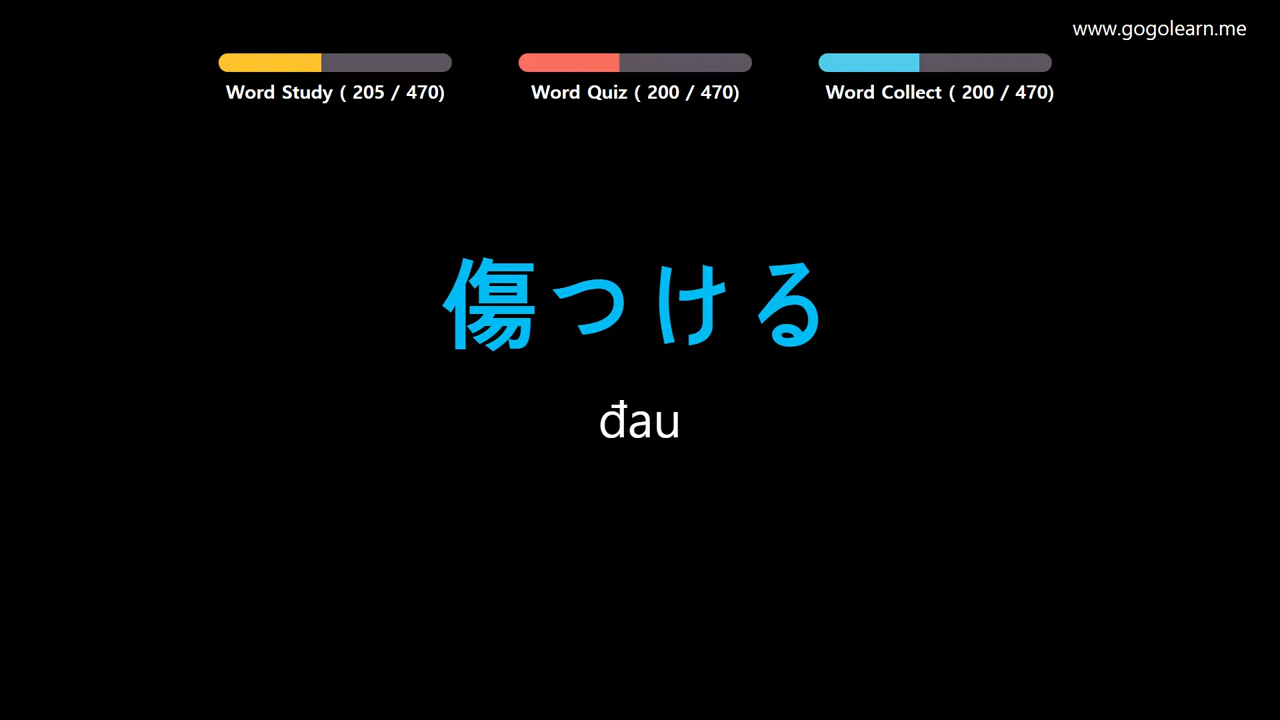 www.gogolearn.me
Word Study ( 205 / 470)
Word Quiz ( 200 / 470)
Word Collect ( 200 / 470)
傷つける
đau